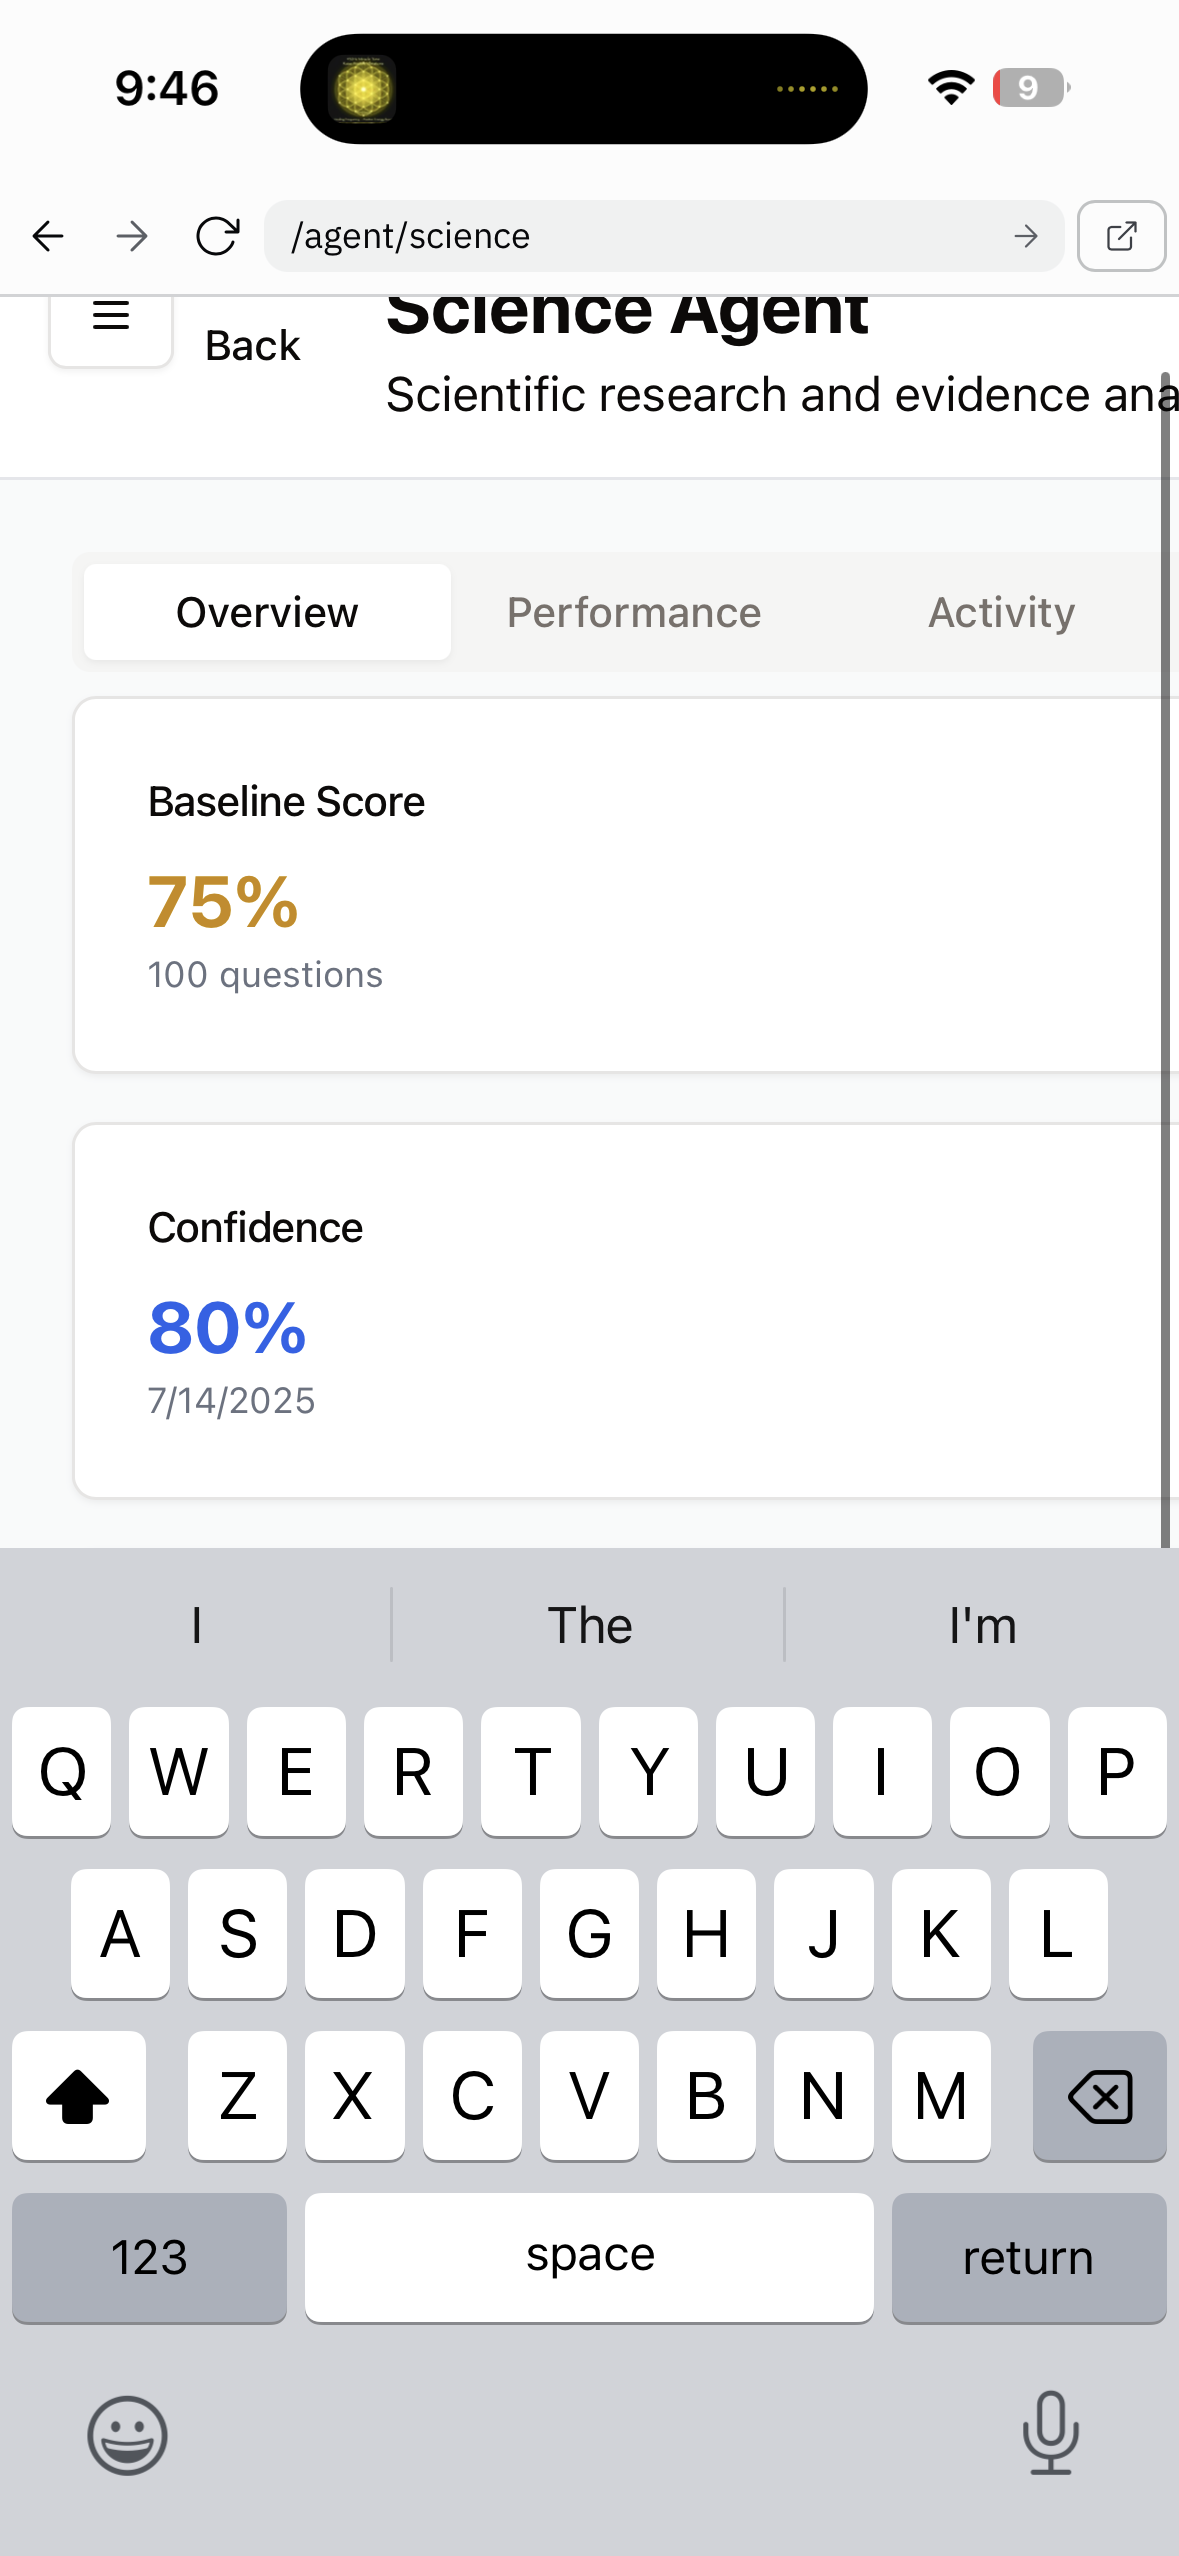 9:46
9
/agent/science
Science Agent
Back
Scientific research and evidence ana
Overview Performance Activity
Baseline Score
75%
100 questions
Confidence
80%
7/14/2025
I The I'm
Q W E R T Y U I O P
A S D F G H J K L
Z X C V B N M
123 space return